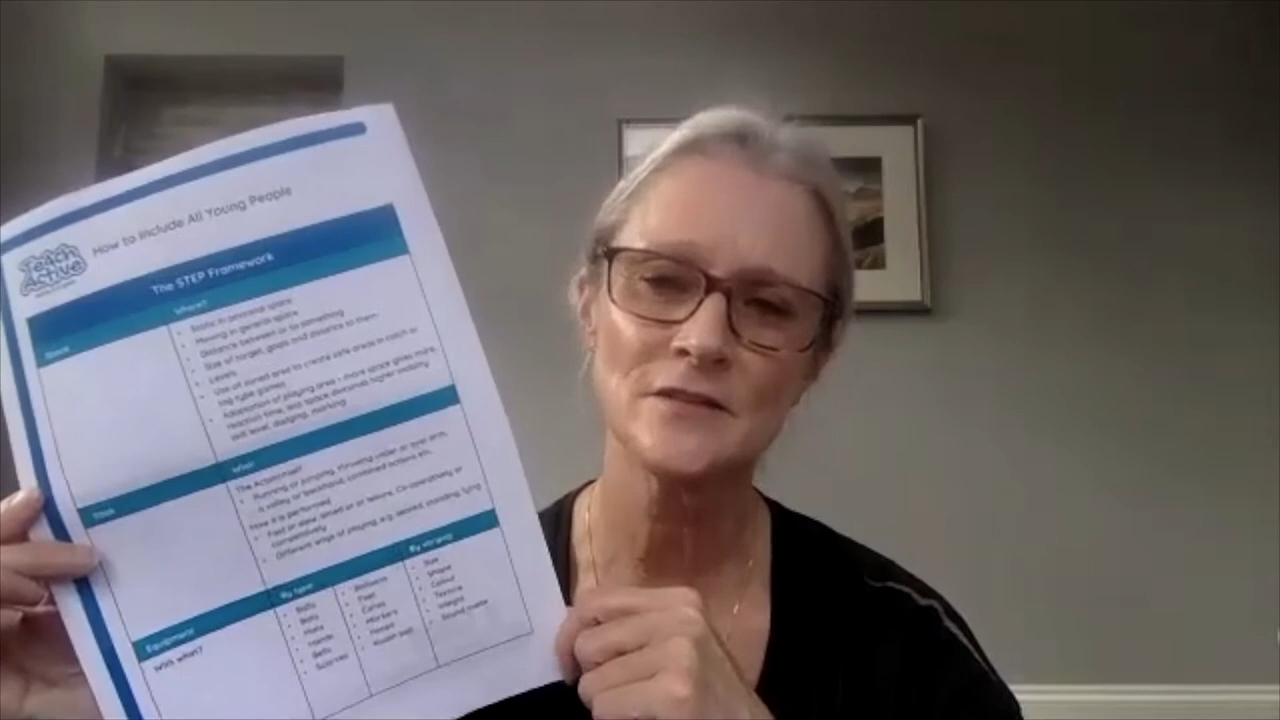 How to Include All Young People
Teach
Active
The STEP Framework
Where?
Space
Static in personal space
Moving in general space
Distance between or to something
Size of target, goals and distance to them
Levels
Use of zoned area to create safe areas in catch or
tag type games
Adaptation of playing area - more space gives more
reaction time, less space demands higher mobility
skill level, dodging, marking
What
Task
The Action(s)
Running or jumping, throwing under or over arm,
a volley or backhand, combined actions etc.
How it is performed
Fast or slow, timed or at leisure, Co-operatively or
competitively
Different ways of playing e.g. seated, standing, lying
Equipment
With what?
By type
Balls
Bats
Mats
Hands
Belts
Scarves
Balloons
Feet
Cones
Markers
By variety
Size
Shape
Colour
Texture
Weight
Sound made